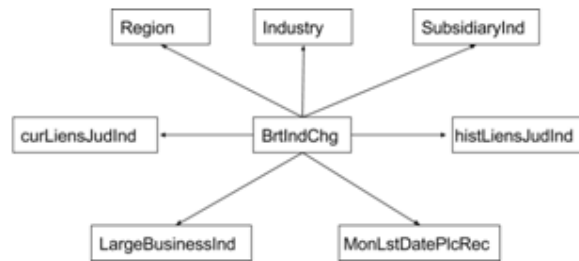 Region
Industry
SubsidiaryInd
curLiensJudInd
BrtIndChg
histLiensJudInd
LargeBusinessInd
MonLstDatePlcRec